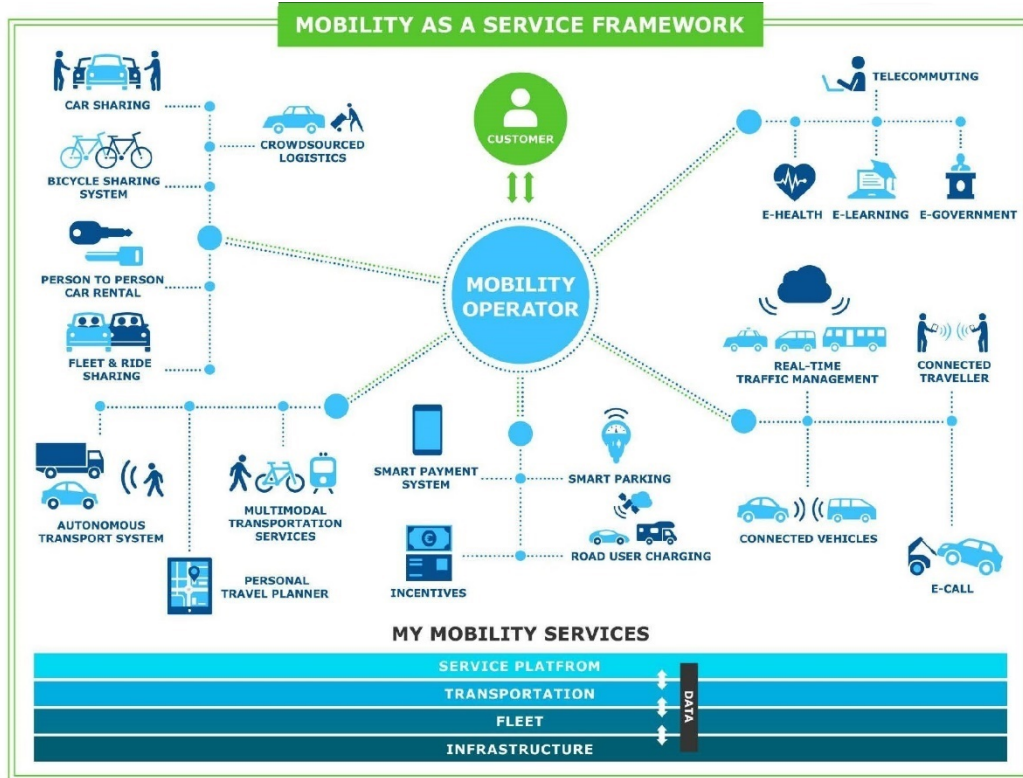 MOBILITY AS A SERVICE FRAMEWORK
CUSTOMER
MOBILITY
OPERATOR
CAR SHARING
CROWDSOURCED
LOGISTICS
BICYCLE SHARING
SYSTEM
PERSON TO PERSON
CAR RENTAL
FLEET & RIDE
SHARING
TELECOMMUTING
E-HEALTH
E-LEARNING
E-GOVERNMENT
REAL-TIME
TRAFFIC MANAGEMENT
CONNECTED
TRAVELLER
CONNECTED VEHICLES
E-CALL
AUTONOMOUS
TRANSPORT SYSTEM
MULTIMODAL
TRANSPORTATION
SERVICES
PERSONAL
TRAVEL PLANNER
SMART PAYMENT
SYSTEM
SMART PARKING
INCENTIVES
ROAD USER CHARGING
MY MOBILITY SERVICES
SERVICE PLATFROM
TRANSPORTATION
FLEET
INFRASTRUCTURE
DATA